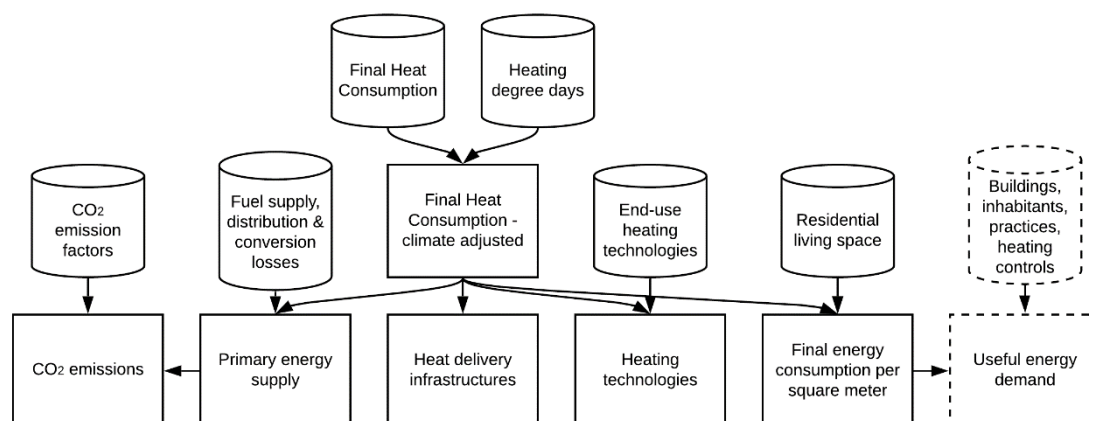 Final Heat
Consumption
Heating
degree days
CO2
emission
factors
Fuel supply,
distribution &
conversion
losses
Final Heat
Consumption -
climate adjusted
End-use
heating
technologies
Residential
living space
Buildings,
inhabitants,
practices,
heating
controls
CO2 emissions
Primary energy
supply
Heat delivery
infrastructures
Heating
technologies
Final energy
consumption per
square meter
Useful energy
demand